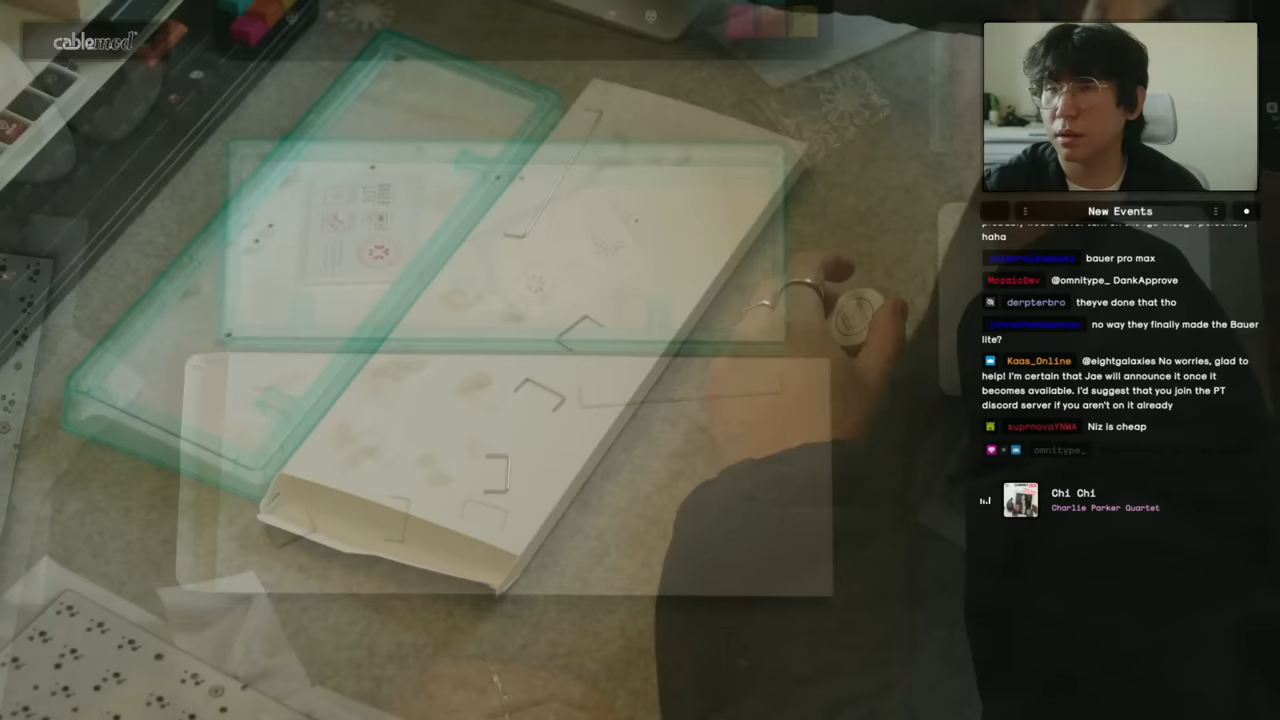 cablemod
New Events
haha
bauer pro max
MozaicDev @omnitype_ DankApprove
derpterbro theyve done that tho
no way they finally made the Bauer
lite?
Kaas_Online @eightgalaxies No worries, glad to
help! I'm certain that Jae will announce it once it
becomes available. I'd suggest that you join the PT
discord server if you aren't on it already
suprnovaYNWA Niz is cheap
omnitype_
Chi Chi
Charlie Parker Quartet